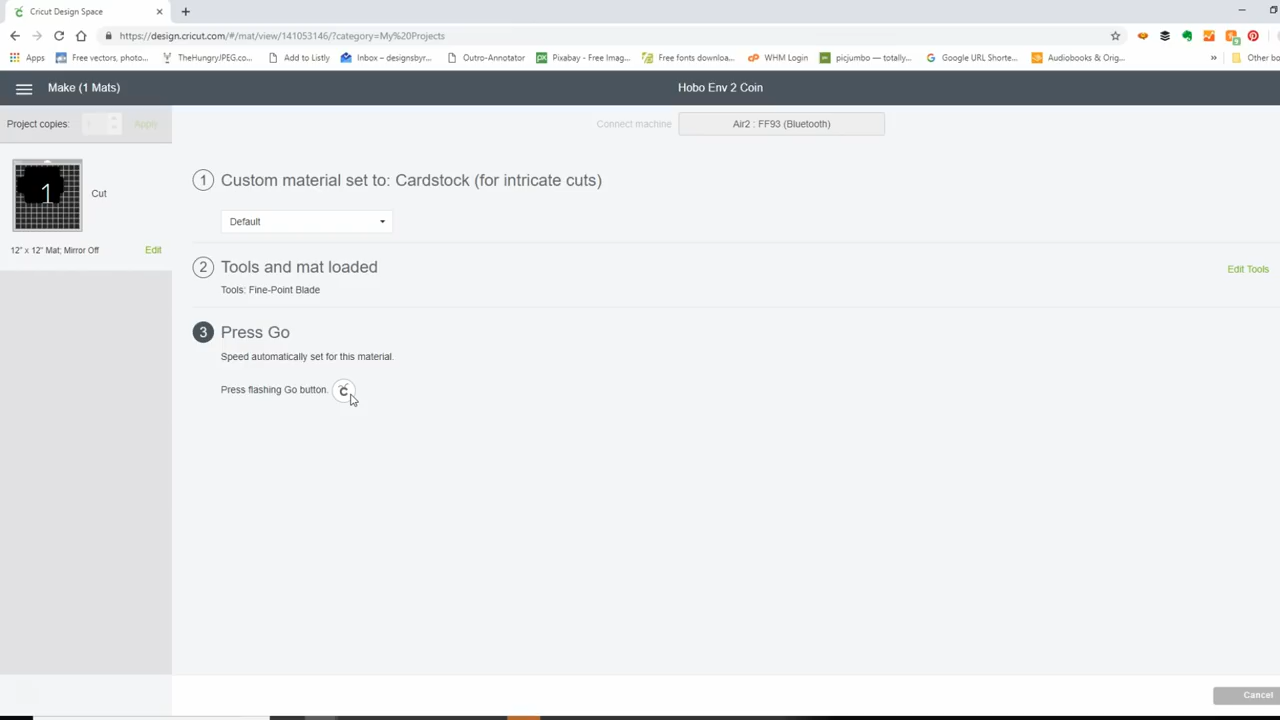 Cricut Design Space
https://design.cricut.com/#/mat/view/141053146/?category=My%20Projects
Apps Free vectors, photo... TheHungryJPEG.co... Add to Listly Inbox – designsbyr... Outro-Annotator Pixabay - Free Imag... Free fonts downloa... WHM Login picjumbo — totally... Google URL Shorte... Audiobooks & Orig... » Other bo
Make (1 Mats) Hobo Env 2 Coin
Project copies: Apply Connect machine Air2 : FF93 (Bluetooth)
1 Custom material set to: Cardstock (for intricate cuts)
1 Cut
Default
12" x 12" Mat; Mirror Off Edit
2 Tools and mat loaded Edit Tools
Tools: Fine-Point Blade
3 Press Go
Speed automatically set for this material.
Press flashing Go button.
Cancel